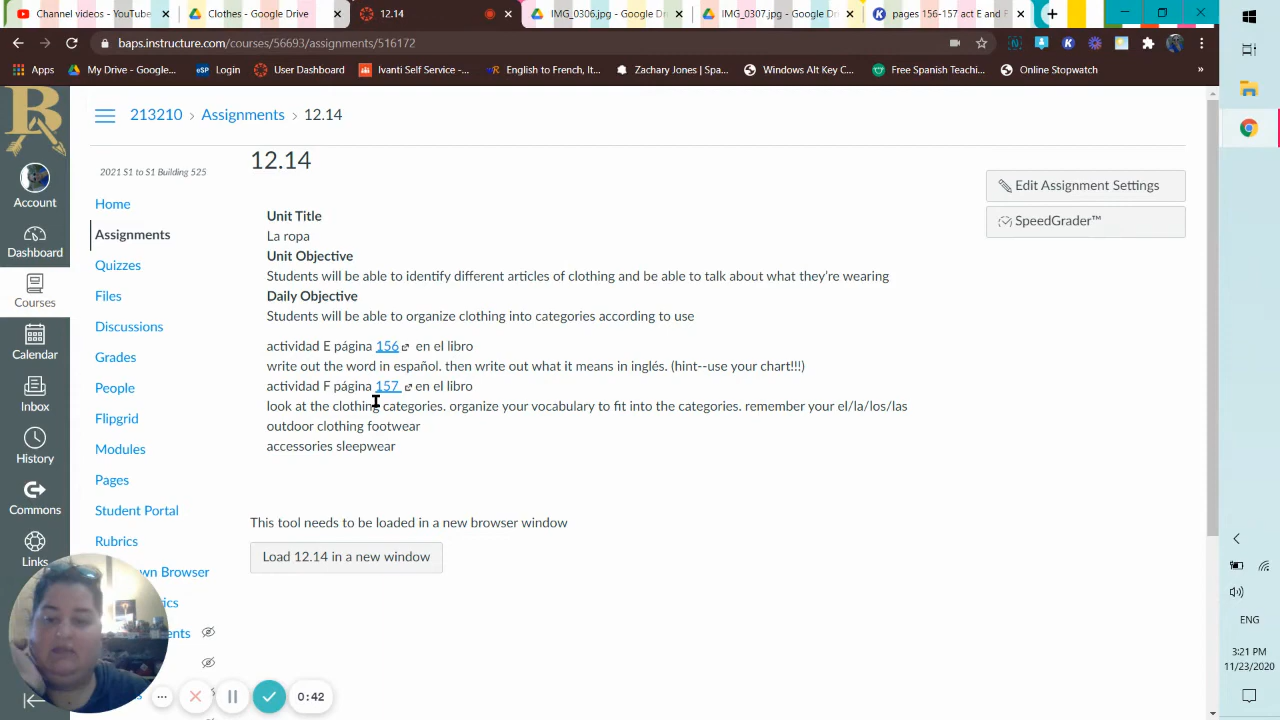 Channel videos - YouTube
Clothes - Google Drive
12.14
IMG_0306.jpg - Google Do
IMG_0307.jpg - Google Do
pages 156-157 act E and F
baps.instructure.com/courses/56693/assignments/516172
Apps
My Drive - Google...
Login
User Dashboard
Ivanti Self Service -...
English to French, It...
Zachary Jones | Spa...
Windows Alt Key C...
Free Spanish Teachi...
Online Stopwatch
»
213210 > Assignments > 12.14
2021 S1 to S1 Building 525
Home
Assignments
Quizzes
Files
Discussions
Grades
People
Flipgrid
Modules
Pages
Student Portal
Rubrics
wn Browser
ics
ents
Account
Dashboard
Courses
Calendar
Inbox
History
Commons
Links
12.14
Edit Assignment Settings
SpeedGrader™
Unit Title
La ropa
Unit Objective
Students will be able to identify different articles of clothing and be able to talk about what they're wearing
Daily Objective
Students will be able to organize clothing into categories according to use
actividad E página 156 en el libro
write out the word in español. then write out what it means in inglés. (hint--use your chart!!!)
actividad F página 157 en el libro
look at the clothing categories. organize your vocabulary to fit into the categories. remember your el/la/los/las
outdoor clothing footwear
accessories sleepwear
This tool needs to be loaded in a new browser window
Load 12.14 in a new window
0:42
ENG
3:21 PM
11/23/2020